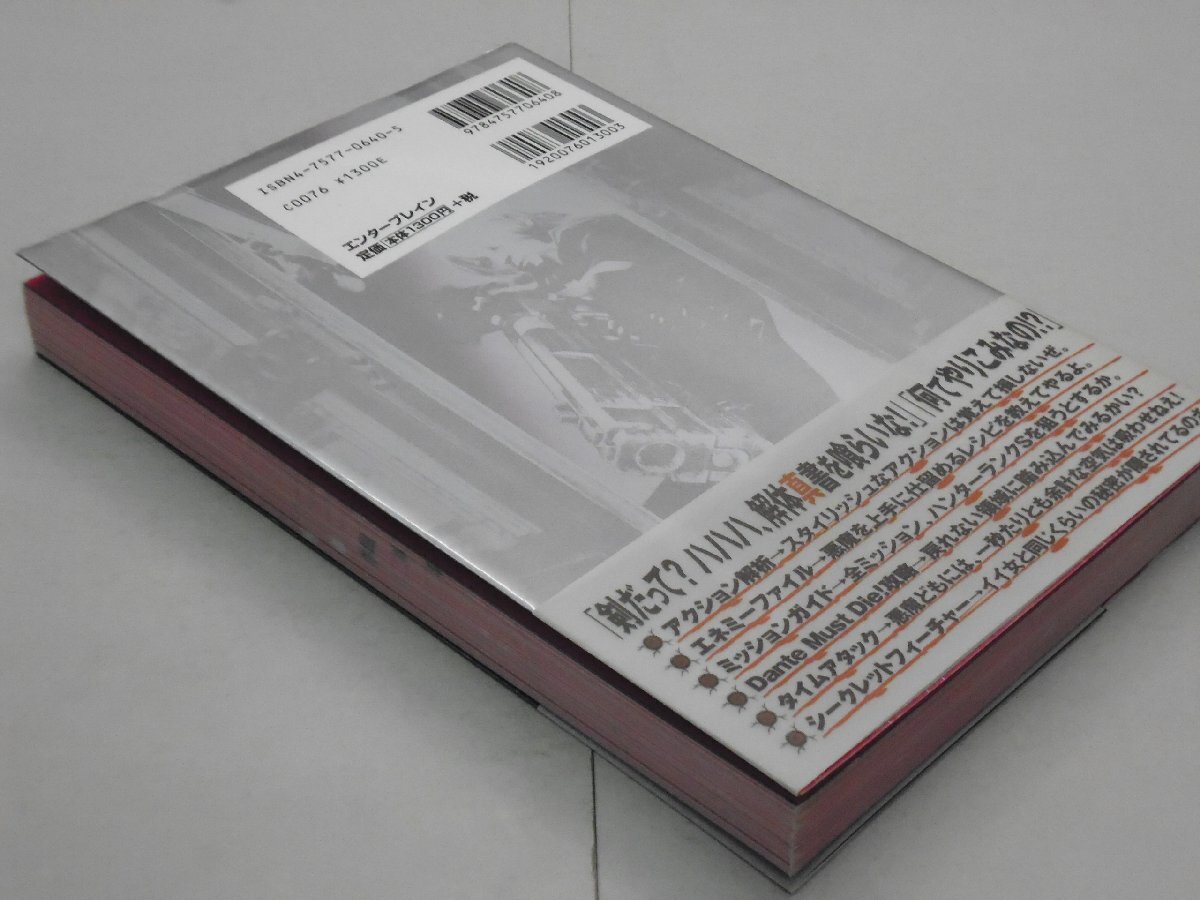 9784757706408
1920076013003
ISBN4-7577-0640-5
C0076 ¥1300E
エンターブレイン
定価 本体1300円 +税
「剣だって?ハハハハ、解体真書を喰らいな!」「何てやりこみなの!?」
アクション解析→スタイリッシュなアクションは覚えて損しないぜ。
エネミーファイル→悪魔を上手に仕留めるレシピを教えてやるよ。
ミッションガイド→全ミッション、ハンターランクSを狙うとするか。
Dante Must Die!攻略→戻れない領域に踏み込んでみるかい?
タイムアタック→悪魔どもには、一秒たりとも余計な空気は吸わせねえ!
シークレットフィーチャー→イイ女と同じくらいの秘密が隠されてるの